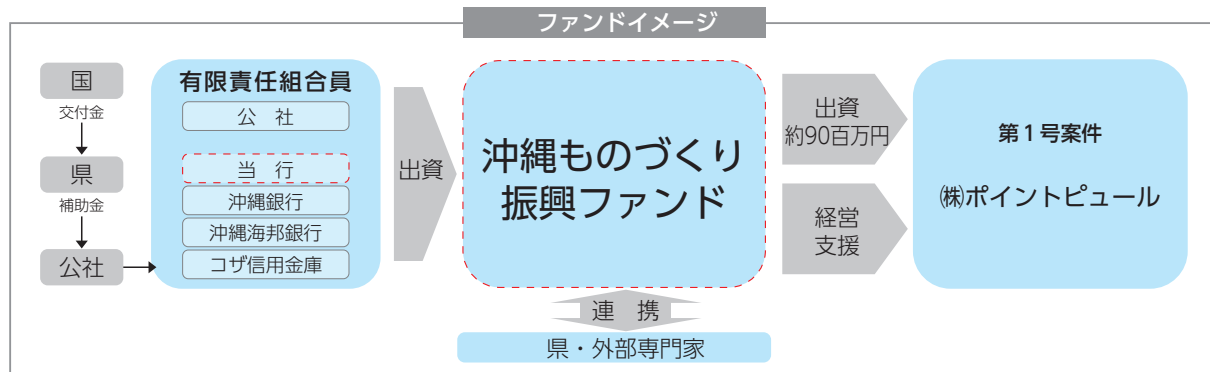 ファンドイメージ
国
交付金
県
補助金
公社
有限責任組合員
公 社
当 行
沖縄銀行
沖縄海邦銀行
コザ信用金庫
出資
沖縄ものづくり
振興ファンド
連 携
県・外部専門家
出資
約90百万円
経営
支援
第1号案件
㈱ポイントピュール